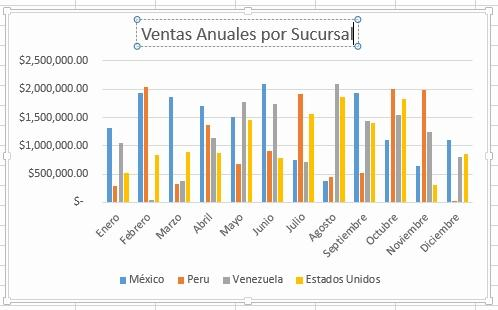 Ventas Anuales por Sucursal
$2,500,000.00
$2,000,000.00
$1,500,000.00
$1,000,000.00
$500,000.00
$-
Enero Febrero Marzo Abril Mayo Junio Julio Agosto Septiembre Octubre Noviembre Diciembre
México Peru Venezuela Estados Unidos